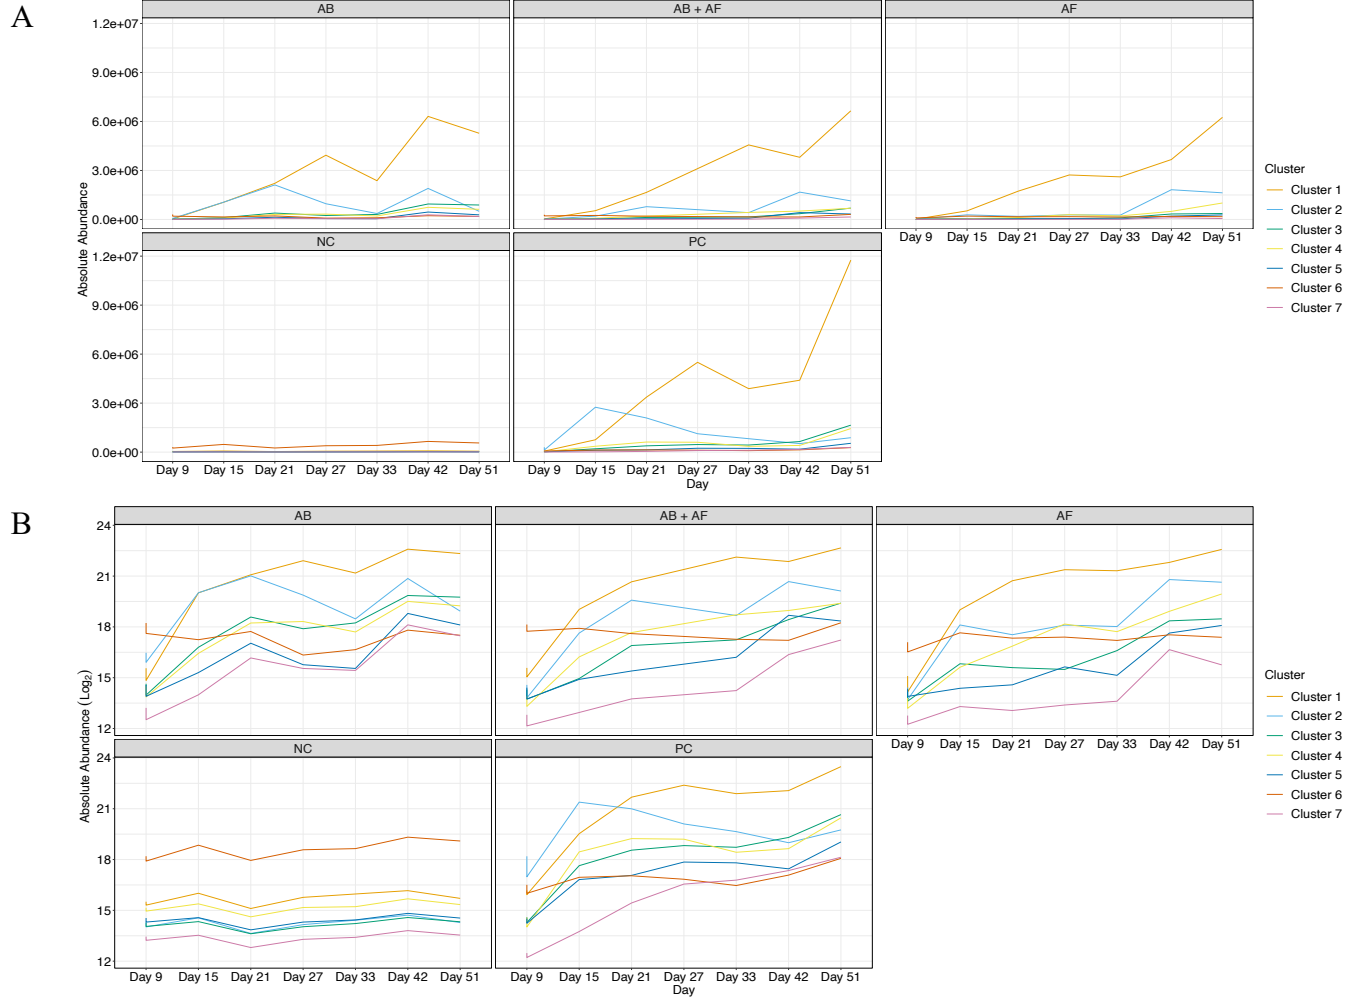 A
AB
AB + AF
AF
1.2e+07
9.0e+06
6.0e+06
3.0e+06
0.0e+00
Day 9 Day 15 Day 21 Day 27 Day 33 Day 42 Day 51
NC
PC
1.2e+07
9.0e+06
6.0e+06
3.0e+06
0.0e+00
Day 9 Day 15 Day 21 Day 27 Day 33 Day 42 Day 51
Day 9 Day 15 Day 21 Day 27 Day 33 Day 42 Day 51
Day
Absolute Abundance
Cluster
Cluster 1
Cluster 2
Cluster 3
Cluster 4
Cluster 5
Cluster 6
Cluster 7
B
AB
AB + AF
AF
24
21
18
15
12
Day 9 Day 15 Day 21 Day 27 Day 33 Day 42 Day 51
NC
PC
24
21
18
15
12
Day 9 Day 15 Day 21 Day 27 Day 33 Day 42 Day 51
Day 9 Day 15 Day 21 Day 27 Day 33 Day 42 Day 51
Day
Absolute Abundance (Log₂)
Cluster
Cluster 1
Cluster 2
Cluster 3
Cluster 4
Cluster 5
Cluster 6
Cluster 7